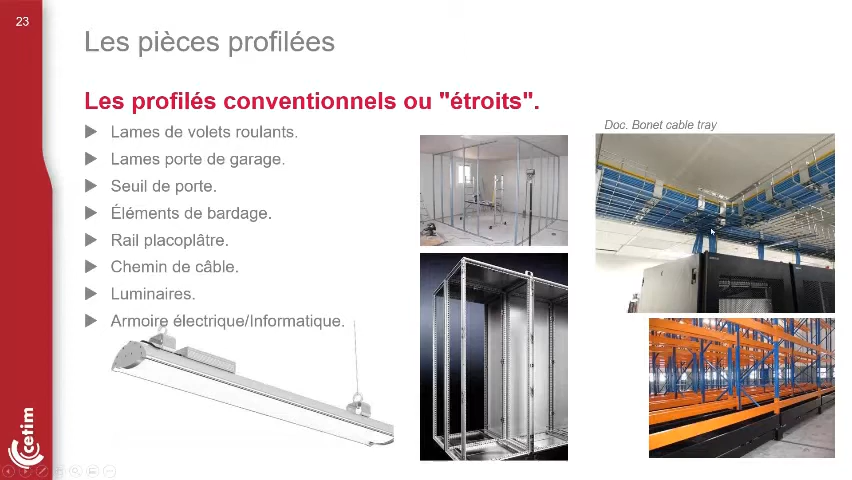 23
Les pièces profilées
Les profilés conventionnels ou "étroits".
Lames de volets roulants.
Lames porte de garage.
Seuil de porte.
Éléments de bardage.
Rail placoplâtre.
Chemin de câble.
Luminaires.
Armoire électrique/Informatique.
Doc. Bonet cable tray
cetim